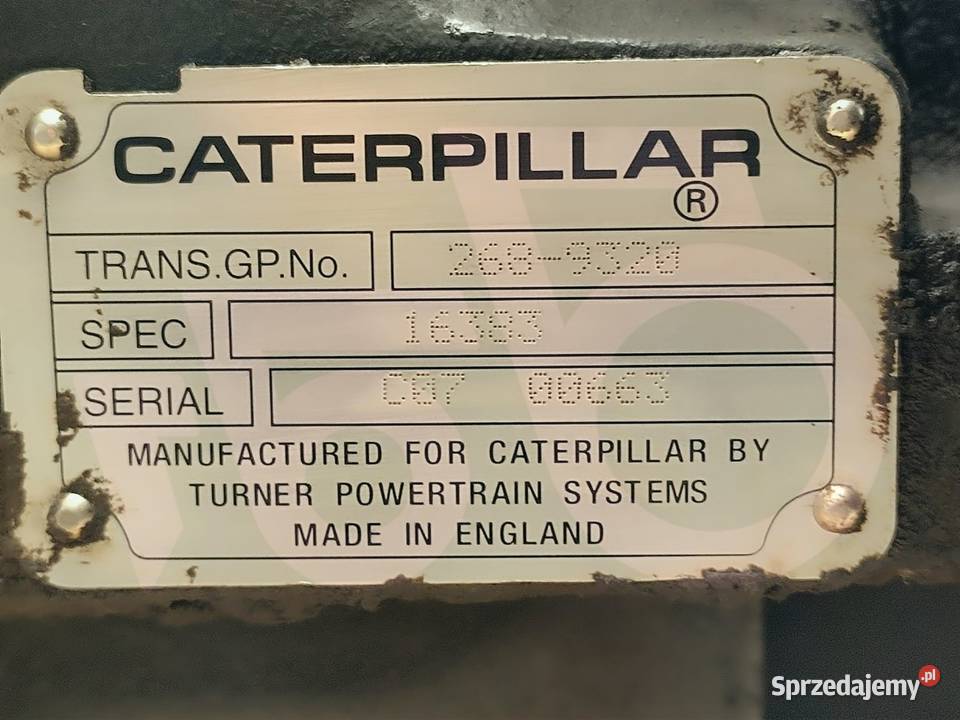 CATERPILLAR
®
TRANS.GP.No. 268-9320
SPEC 16383
SERIAL C07 00663
MANUFACTURED FOR CATERPILLAR BY
TURNER POWERTRAIN SYSTEMS
MADE IN ENGLAND
Sprzedajemy.pl